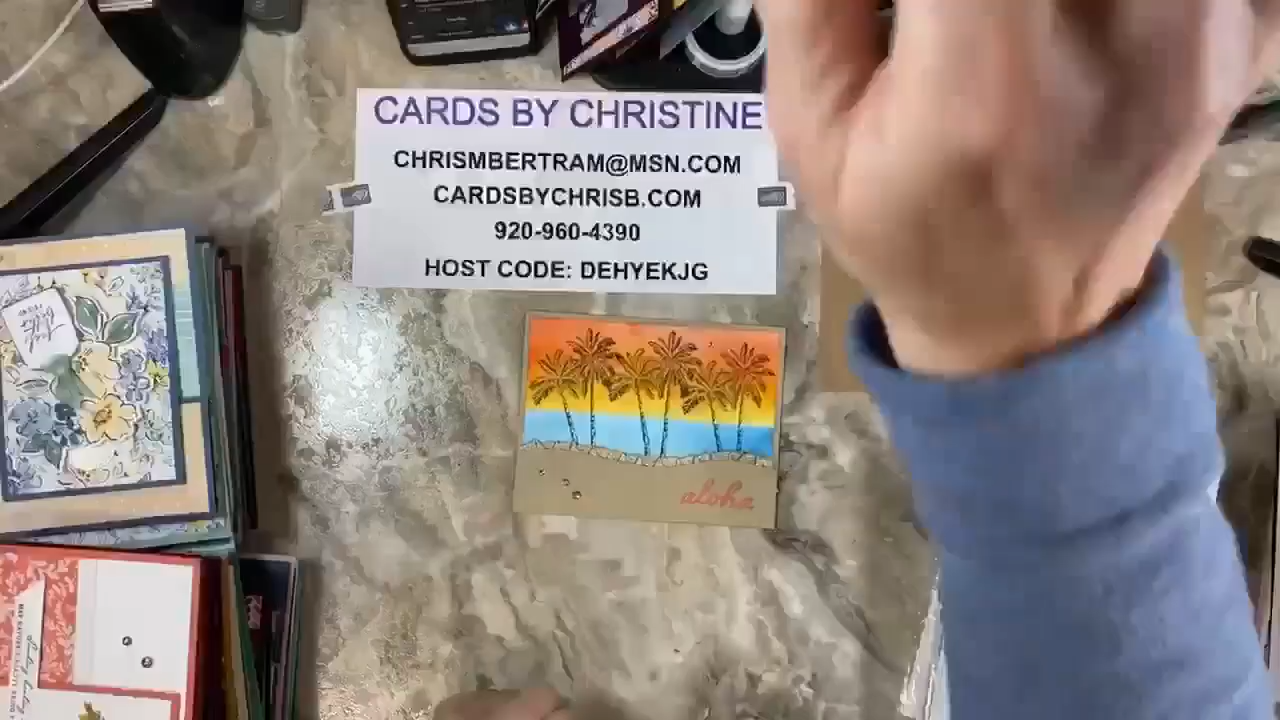 CARDS BY CHRISTINE
CHRISMBERTRAM@MSN.COM
CARDSBYCHRISB.COM
920-960-4390
HOST CODE: DEHYEKJG
aloha